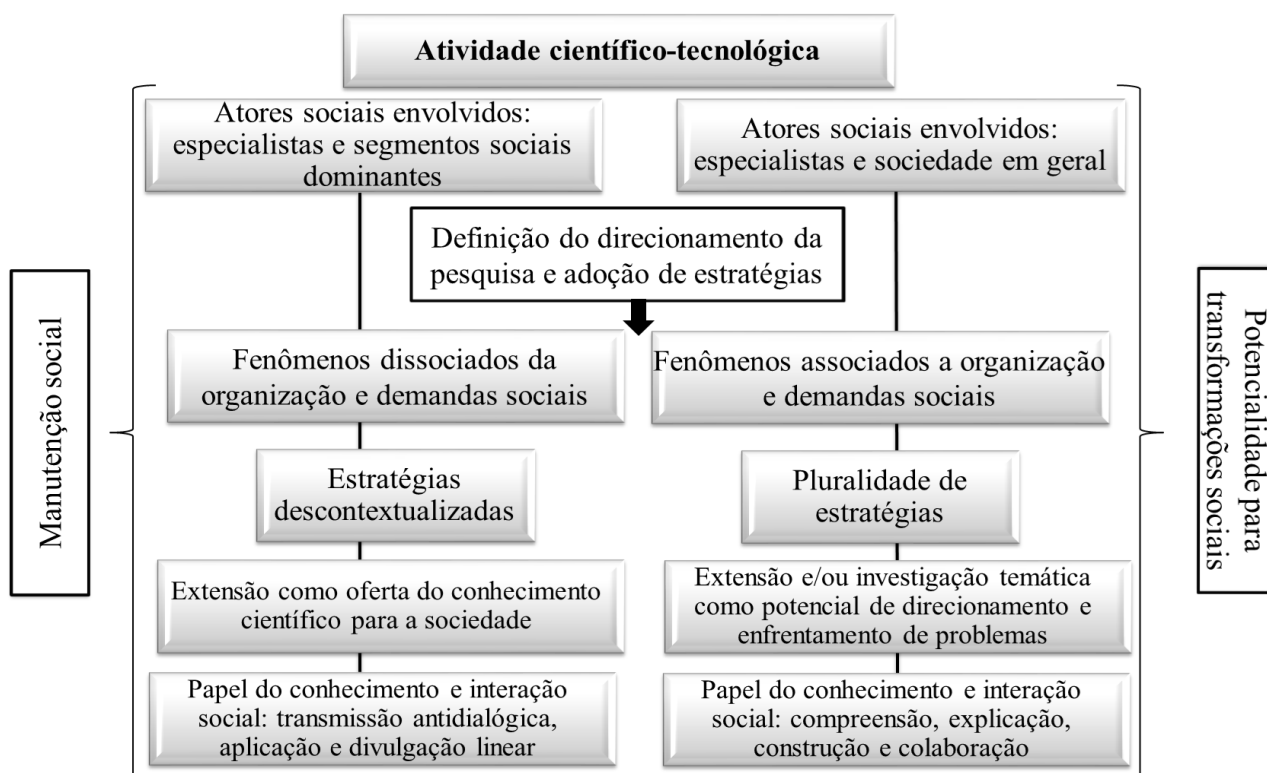 Atividade científico-tecnológica
Atores sociais envolvidos:
especialistas e segmentos sociais
dominantes
Atores sociais envolvidos:
especialistas e sociedade em geral
Definição do direcionamento da
pesquisa e adoção de estratégias
Manutenção social
Potencialidade para
transformações sociais
Fenômenos dissociados da
organização e demandas sociais
Fenômenos associados a organização
e demandas sociais
Estratégias
descontextualizadas
Pluralidade de
estratégias
Extensão como oferta do conhecimento
científico para a sociedade
Extensão e/ou investigação temática
como potencial de direcionamento e
enfrentamento de problemas
Papel do conhecimento e interação
social: transmissão antidialógica,
aplicação e divulgação linear
Papel do conhecimento e interação
social: compreensão, explicação,
construção e colaboração